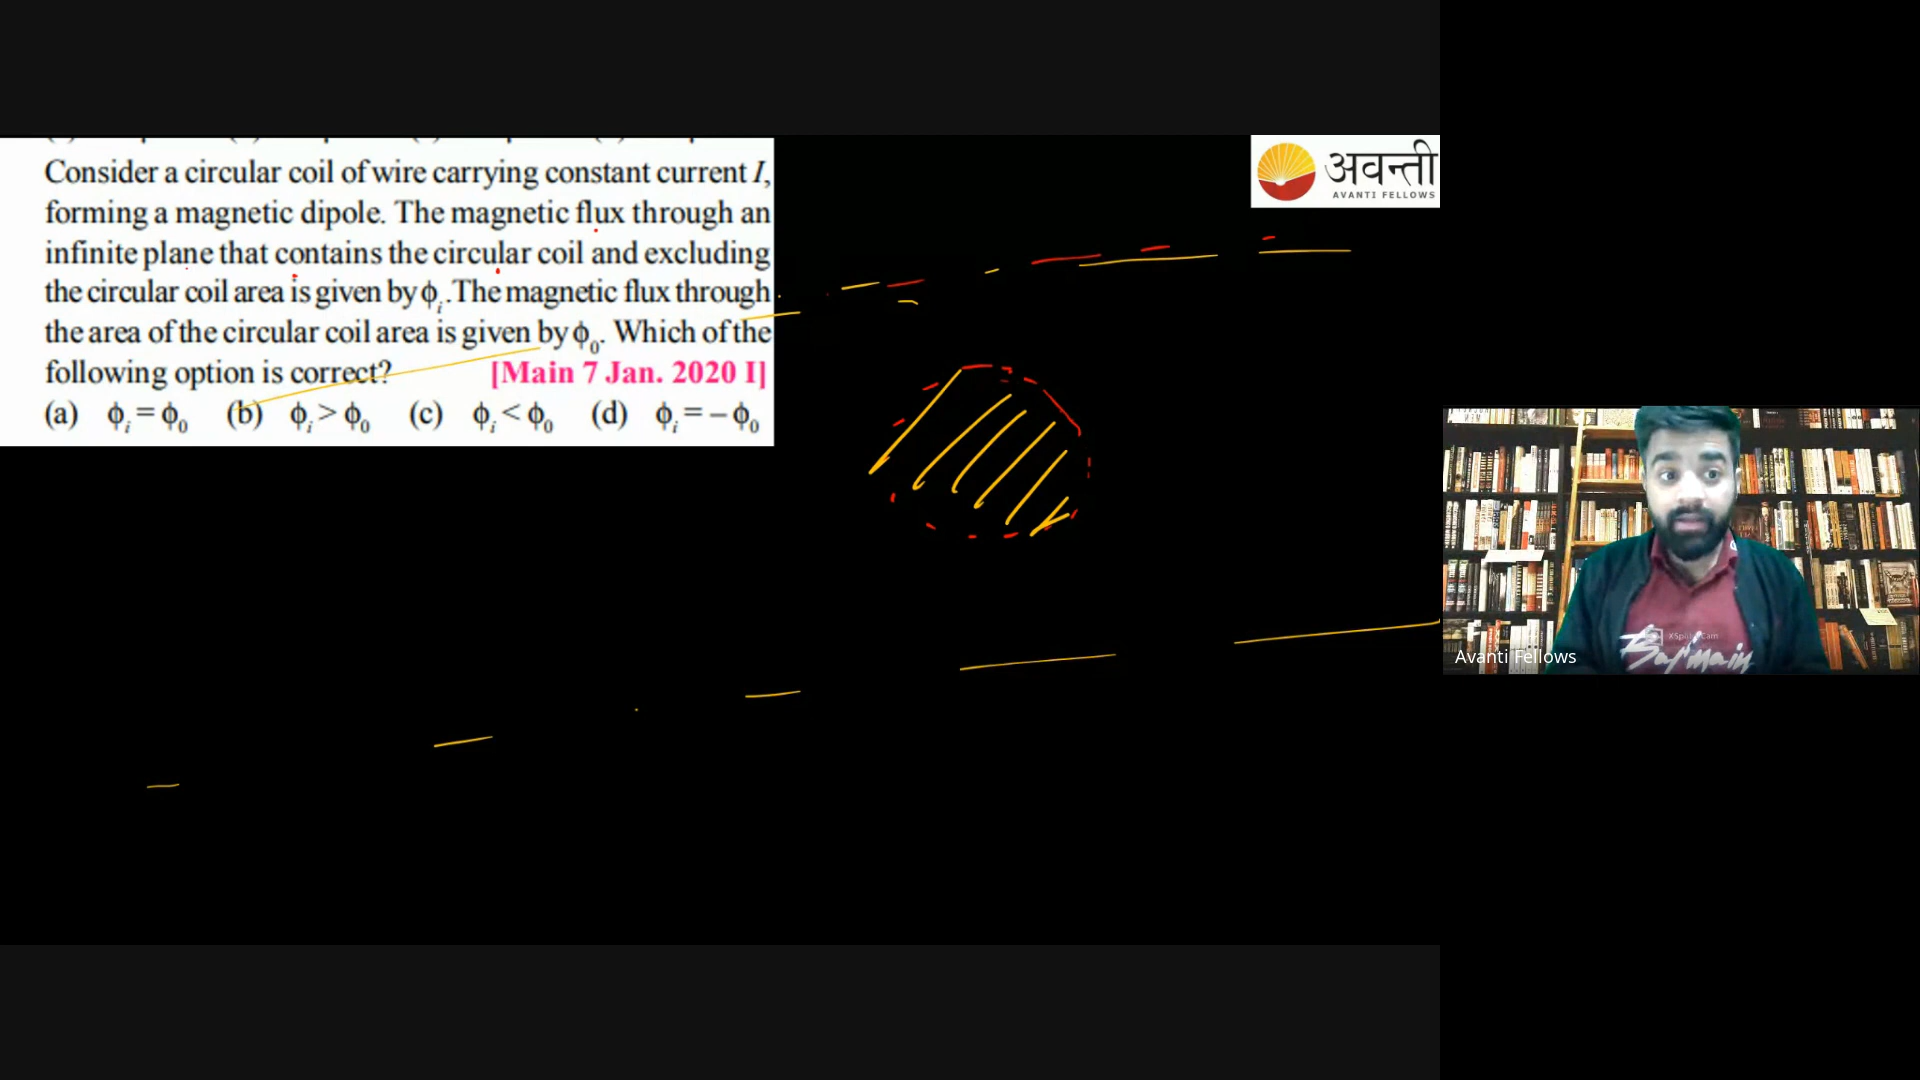 Consider a circular coil of wire carrying constant current I,
forming a magnetic dipole. The magnetic flux through an
infinite plane that contains the circular coil and excluding
the circular coil area is given by ϕᵢ. The magnetic flux through
the area of the circular coil area is given by ϕ₀. Which of the
following option is correct? [Main 7 Jan. 2020 I]
(a) ϕᵢ = ϕ₀ (b) ϕᵢ > ϕ₀ (c) ϕᵢ < ϕ₀ (d) ϕᵢ = – ϕ₀
अवन्ती
AVANTI FELLOWS
XSplit VCam
Balmain
Avanti Fellows